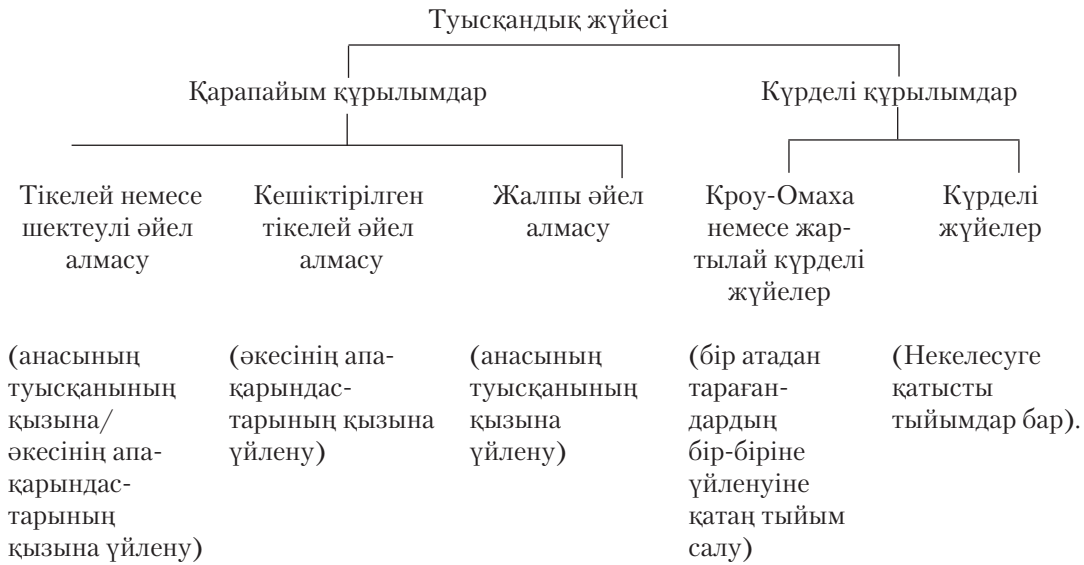 Туысқандық жүйесі
Қарапайым құрылымдар
Күрделі құрылымдар
Тікелей немесе
шектеулі әйел
алмасу
Кешіктірілген
тікелей әйел
алмасу
Жалпы әйел
алмасу
Кроу-Омаха
немесе жар-
тылай күрделі
жүйелер
Күрделі
жүйелер
(анасының
туысқанының
қызына/
әкесінің апа-
қарындас-
тарының
қызына үйлену)
(әкесінің апа-
қарындас-
тарының қызына
үйлену)
(анасының
туысқанының
қызына
үйлену)
(бір атадан
тараған-
дардың
бір-біріне
үйленуіне
қатаң тыйым
салу)
(Некелесуге
қатысты
тыйымдар бар).